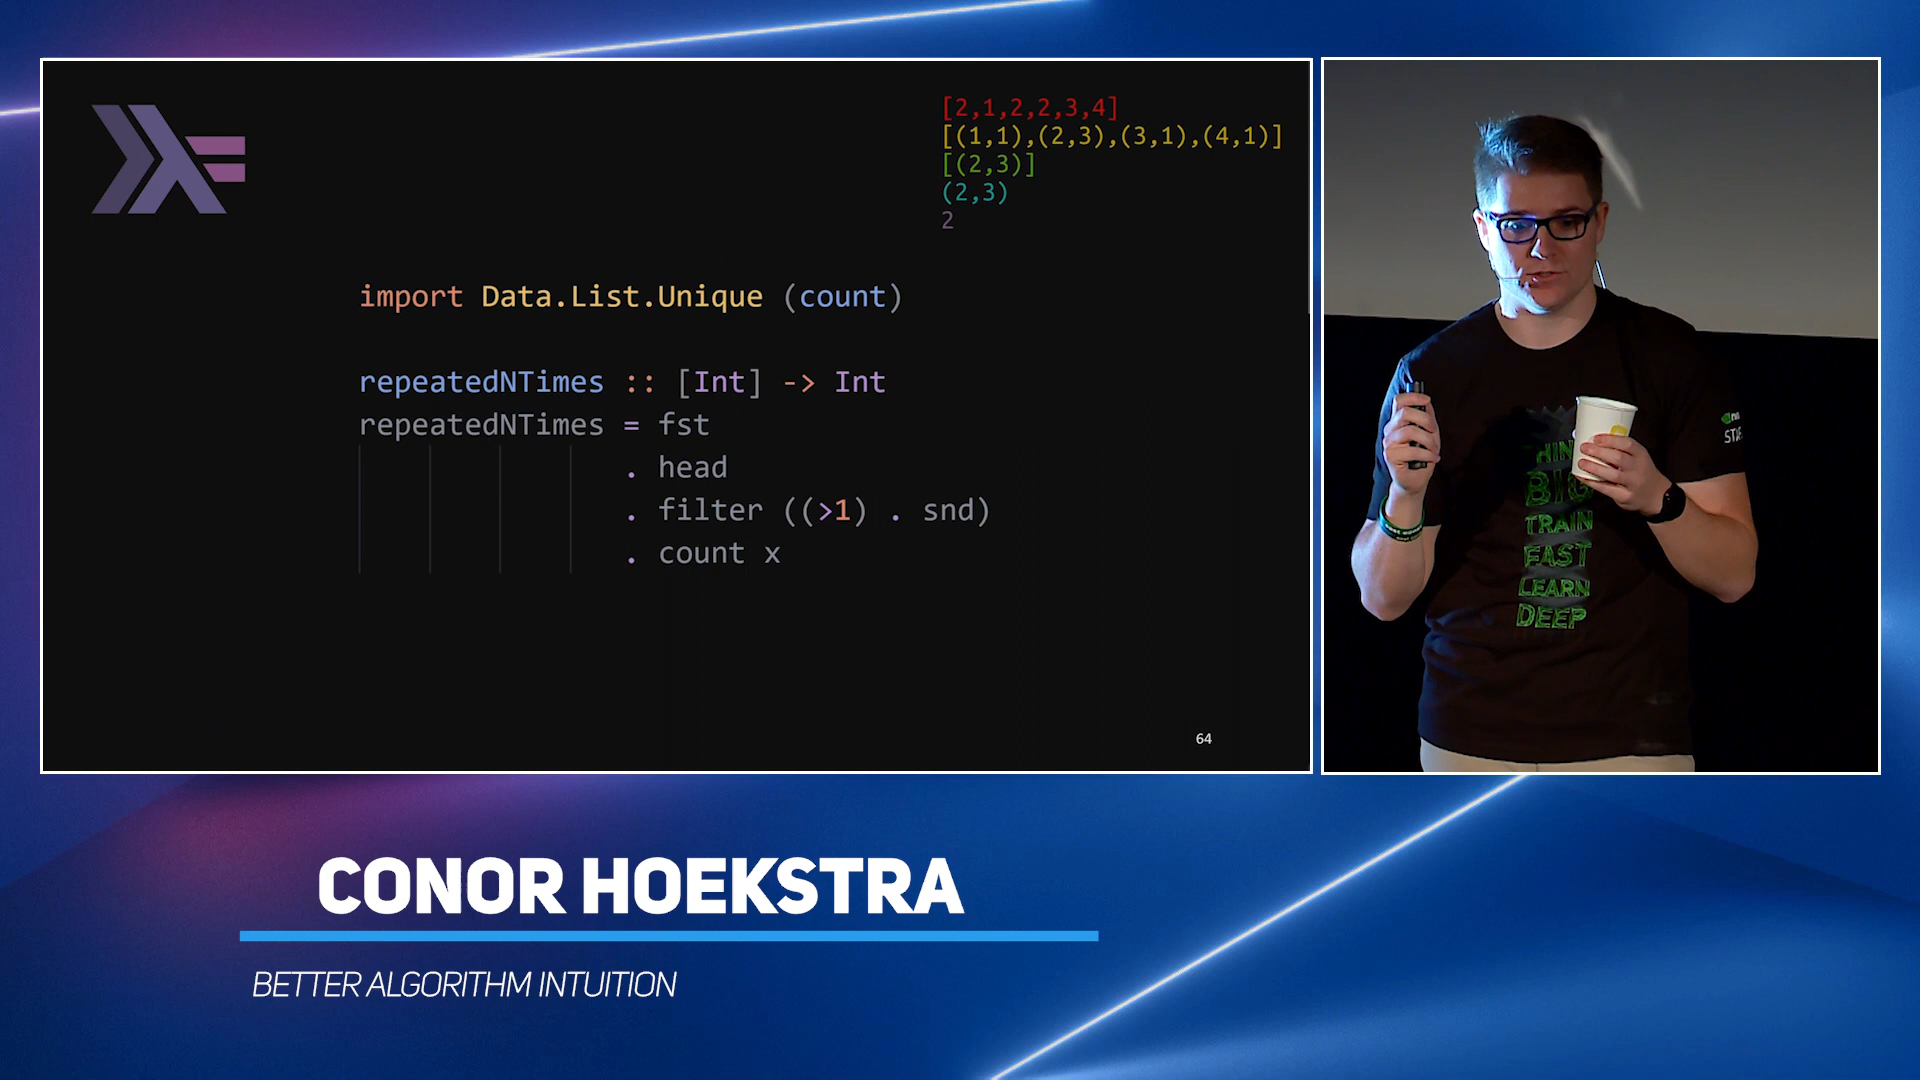 [2,1,2,2,3,4]
[(1,1),(2,3),(3,1),(4,1)]
[(2,3)]
(2,3)
2
import Data.List.Unique (count)
repeatedNTimes :: [Int] -> Int
repeatedNTimes = fst
. head
. filter ((>1) . snd)
. count x
64
BIG
TRAIN
FAST
LEARN
DEEP
CONOR HOEKSTRA
BETTER ALGORITHM INTUITION